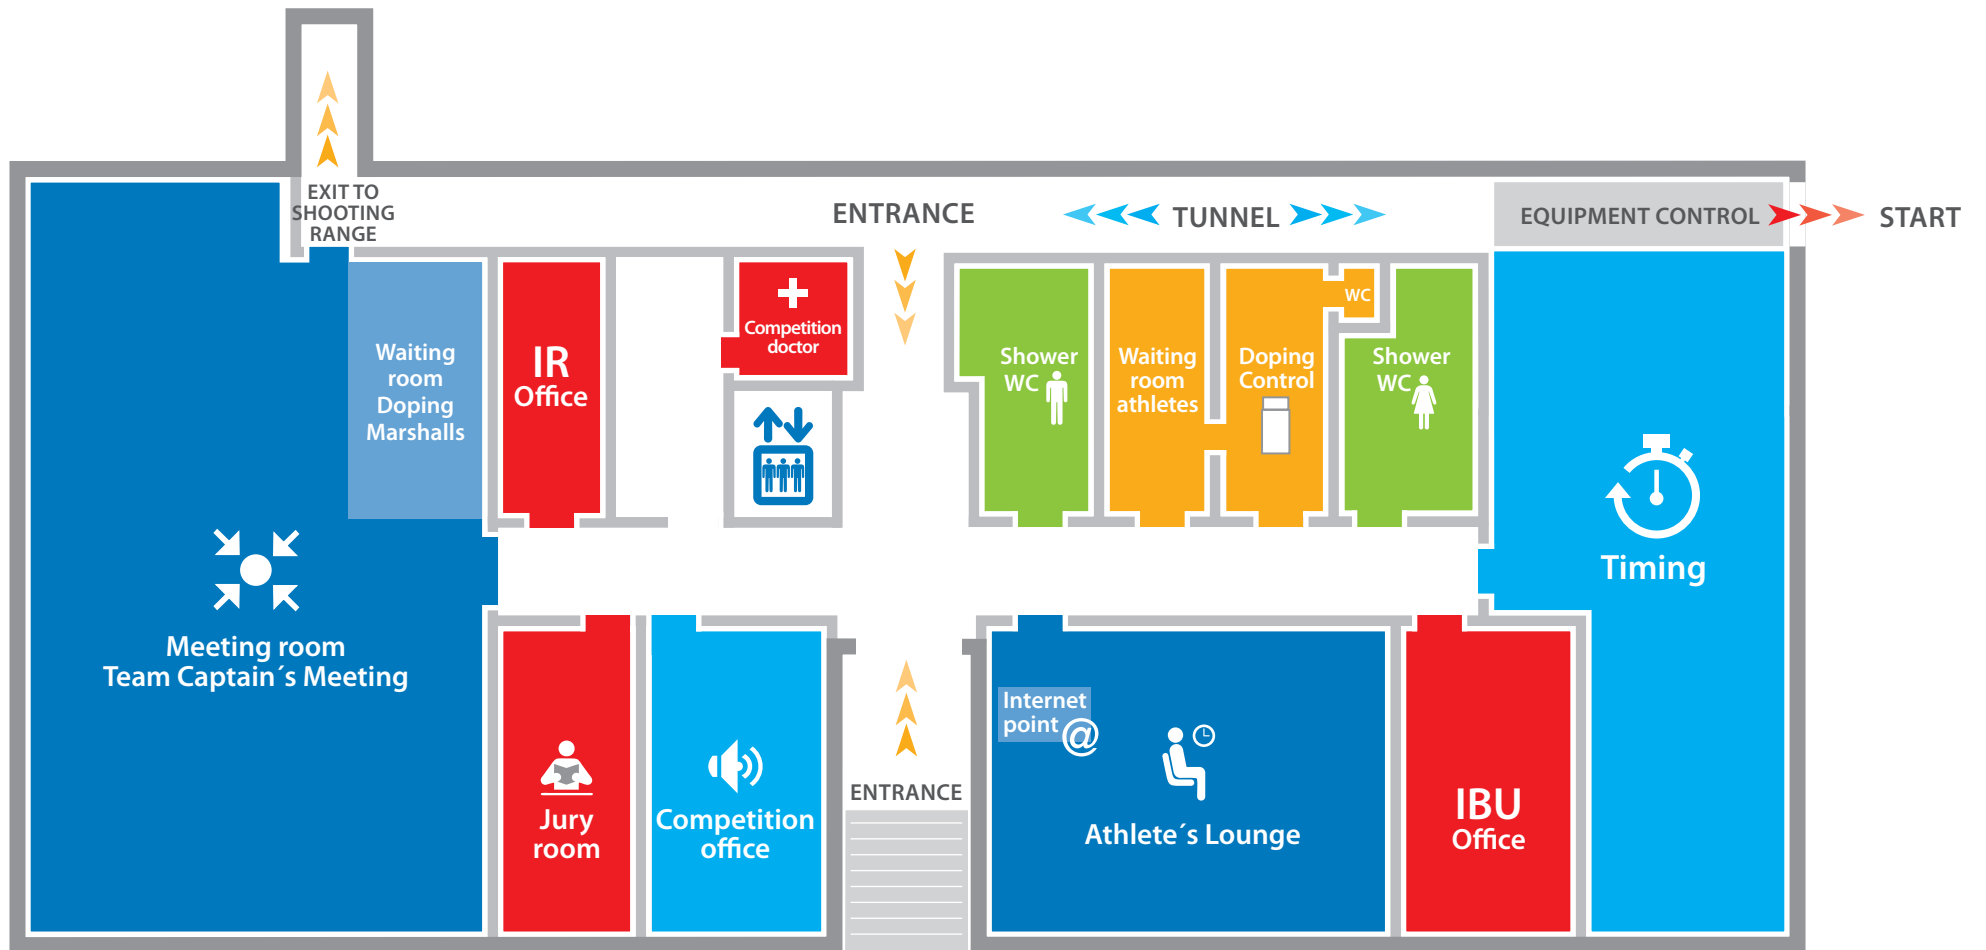 EXIT TO
SHOOTING
RANGE
ENTRANCE
TUNNEL
EQUIPMENT CONTROL
START
Waiting
room
Doping
Marshalls
IR
Office
Competition
doctor
Shower
WC
Waiting
room
athletes
Doping
Control
WC
Shower
WC
Timing
Meeting room
Team Captain´s Meeting
Jury
room
Competition
office
ENTRANCE
Internet
point
@
Athlete´s Lounge
IBU
Office